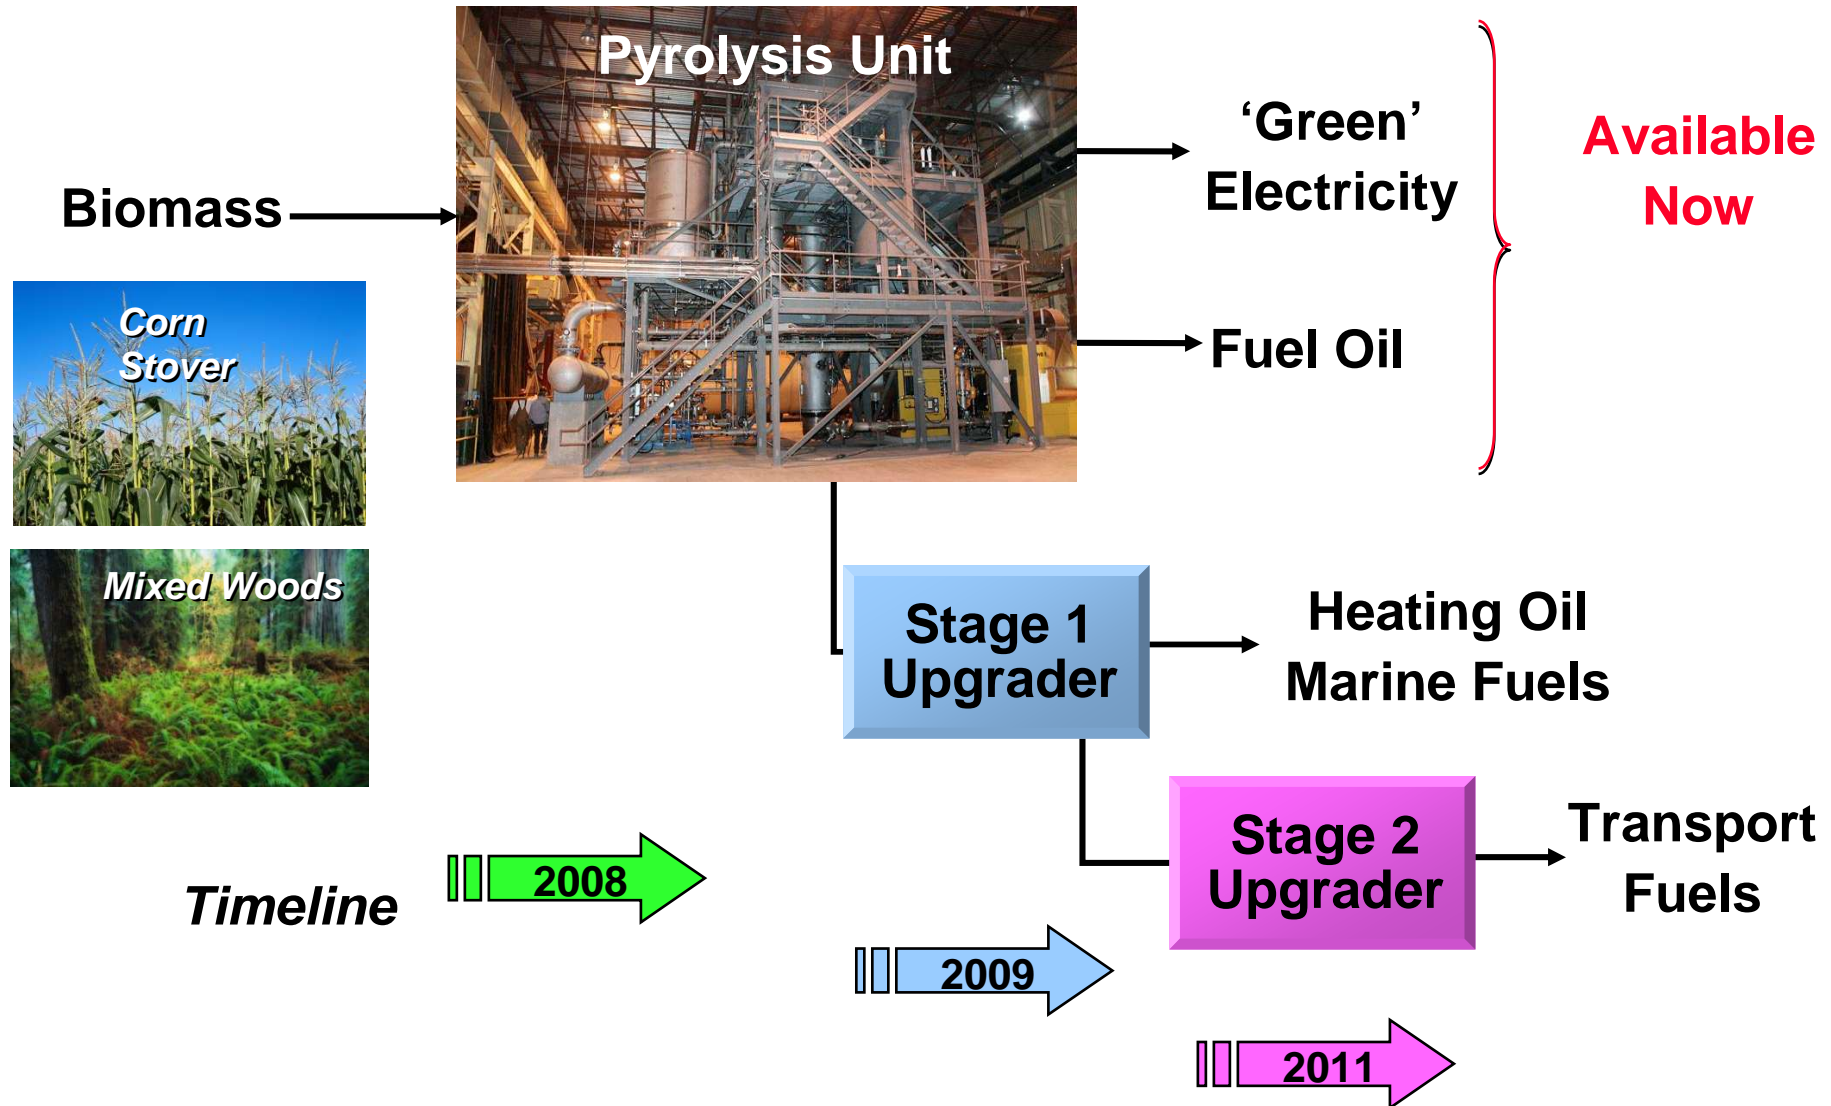 Pyrolysis Unit
‘Green’
Electricity
Available
Now
Biomass
Corn
Stover
Fuel Oil
Mixed Woods
Stage 1
Upgrader
Heating Oil
Marine Fuels
Stage 2
Upgrader
Transport
Fuels
Timeline
2008
2009
2011